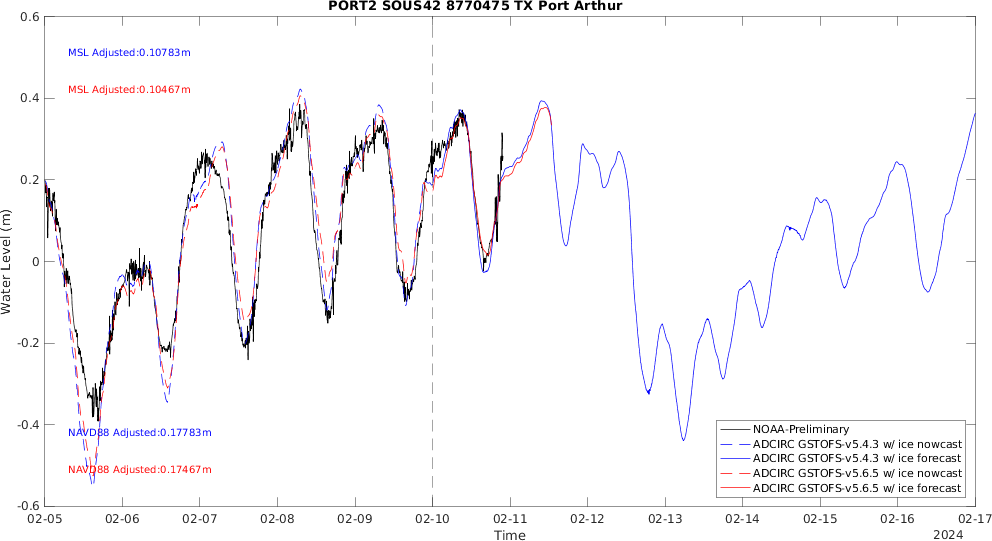 PORT2 SOUS42 8770475 TX Port Arthur
0.6
0.4
0.2
0
-0.2
-0.4
-0.6
Water Level (m)
MSL Adjusted:0.10783m
MSL Adjusted:0.10467m
NAVD88 Adjusted:0.17783m
NAVD88 Adjusted:0.17467m
NOAA-Preliminary
ADCIRC GSTOFS-v5.4.3 w/ ice nowcast
ADCIRC GSTOFS-v5.4.3 w/ ice forecast
ADCIRC GSTOFS-v5.6.5 w/ ice nowcast
ADCIRC GSTOFS-v5.6.5 w/ ice forecast
02-05 02-06 02-07 02-08 02-09 02-10 02-11 02-12 02-13 02-14 02-15 02-16 02-17
Time
2024